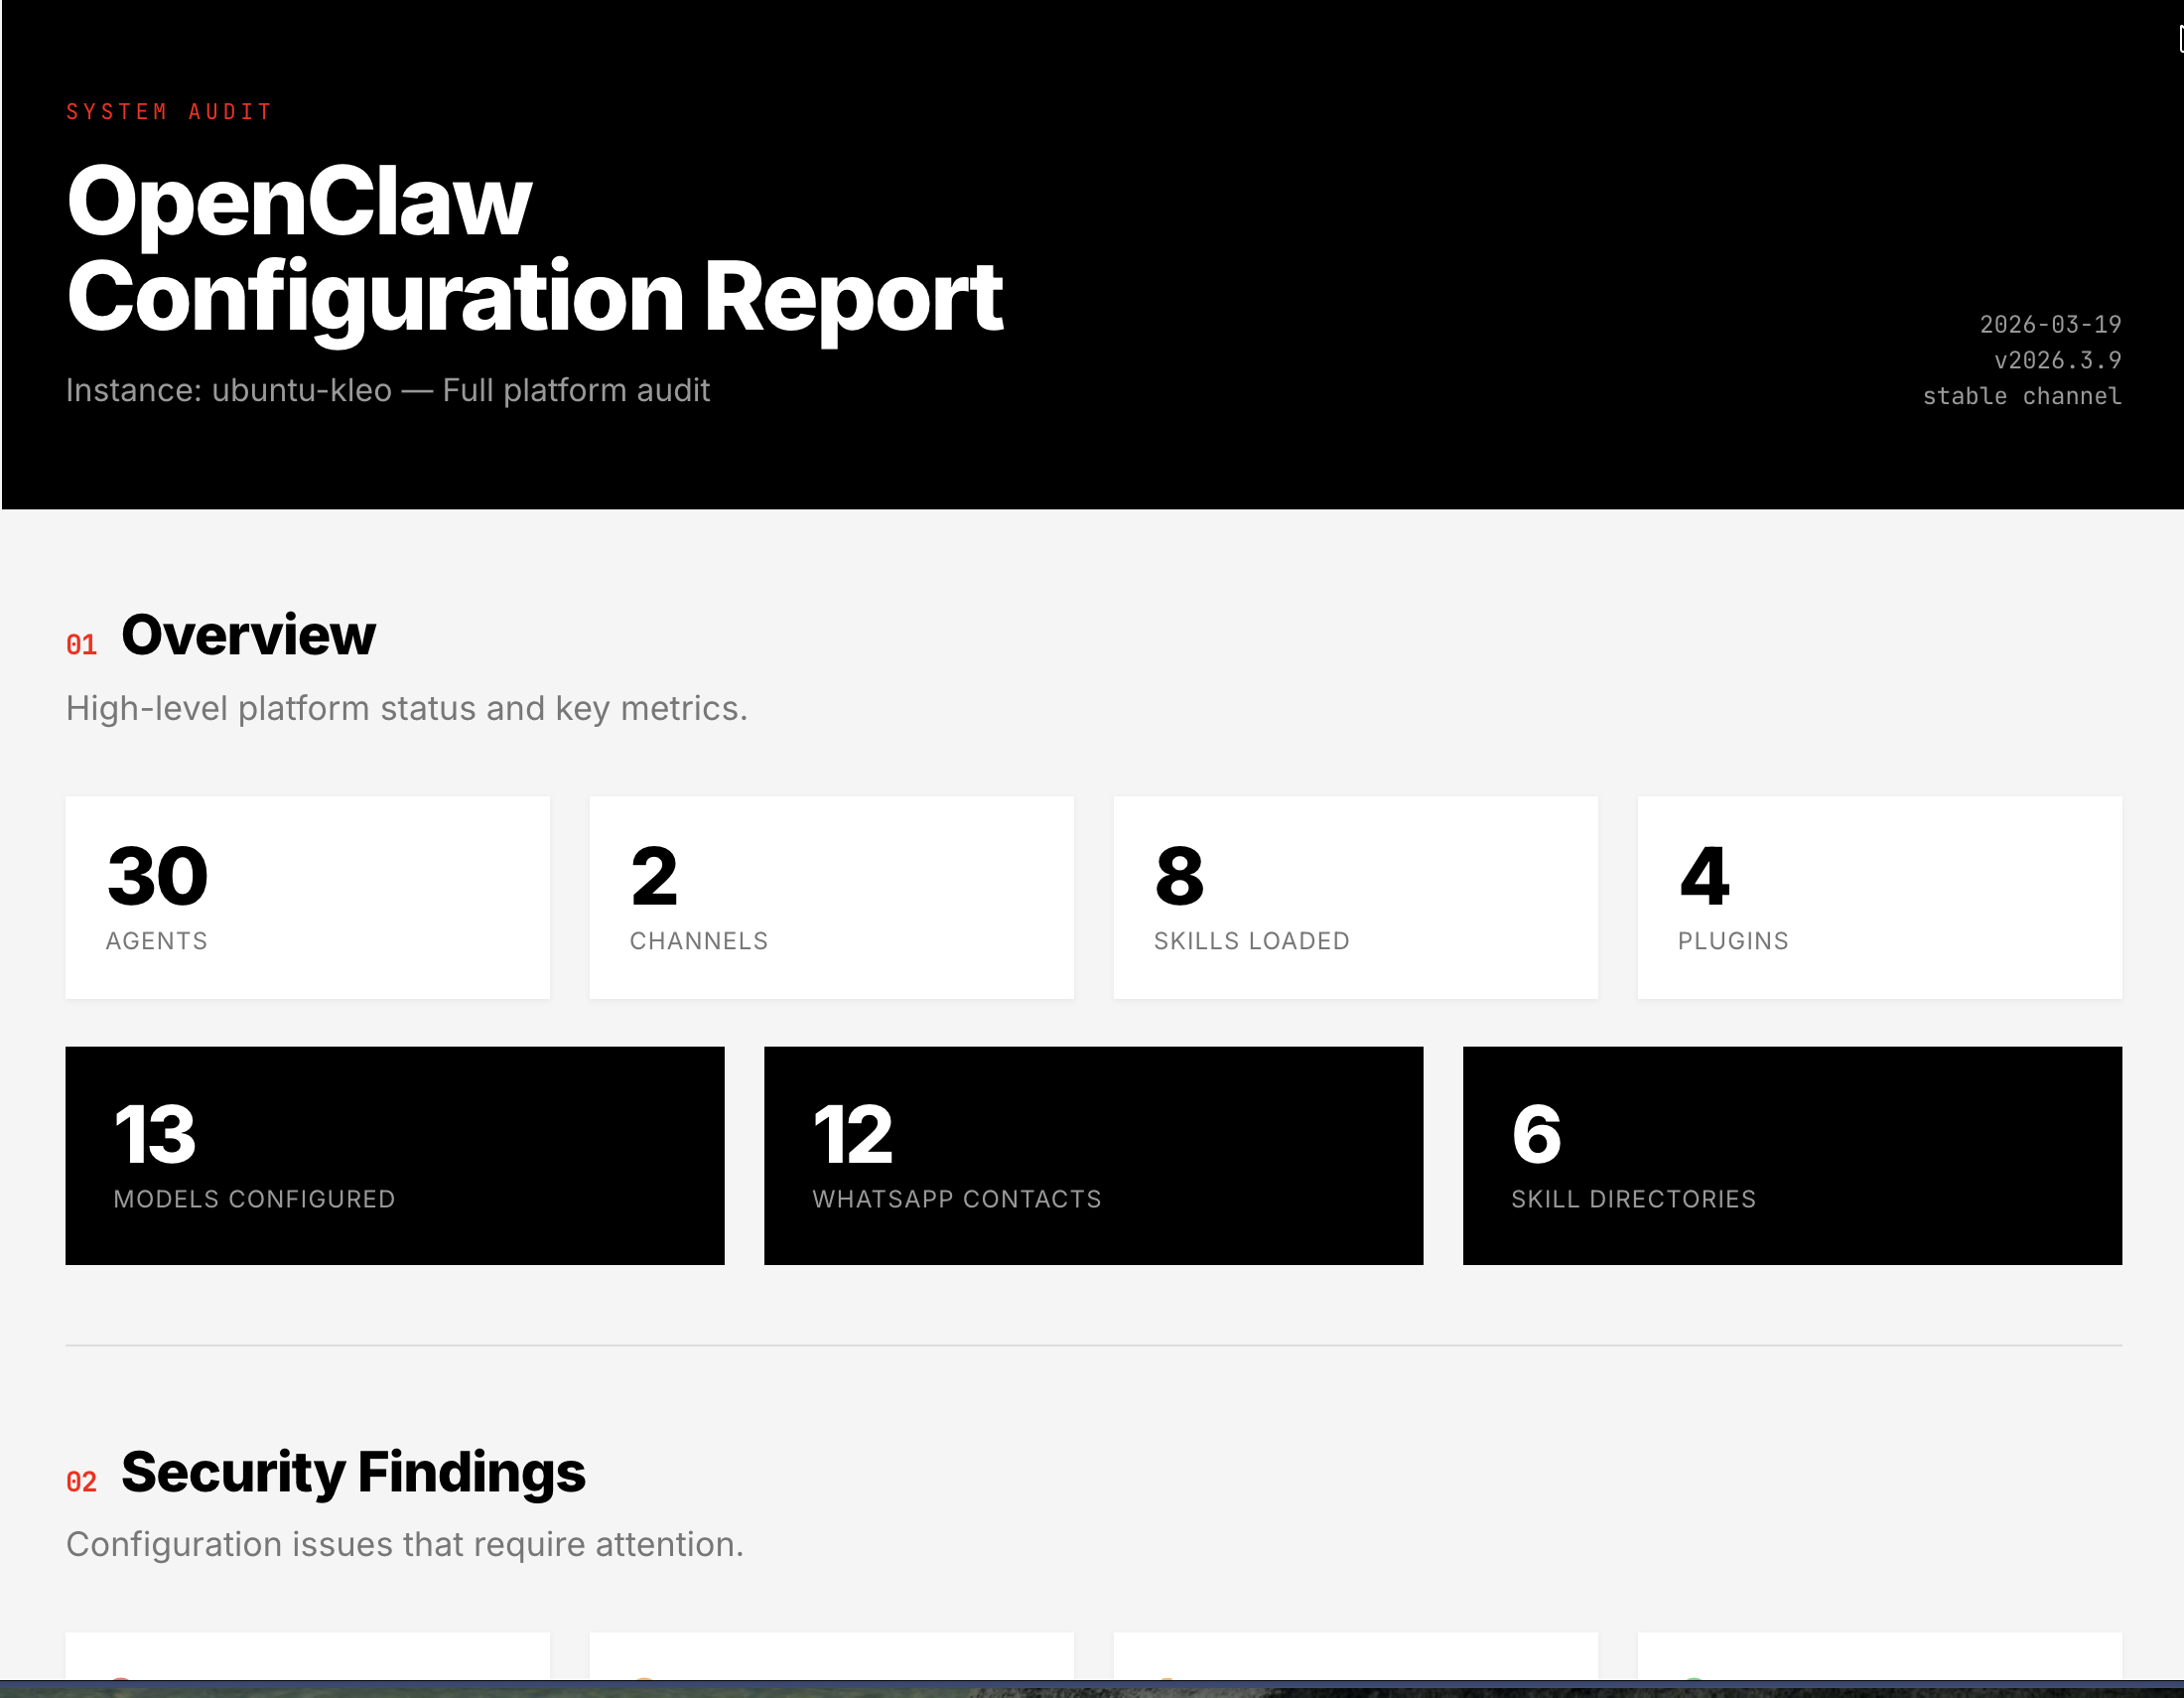 SYSTEM AUDIT
OpenClaw
Configuration Report
Instance: ubuntu-kleo — Full platform audit
2026-03-19
v2026.3.9
stable channel
01 Overview
High-level platform status and key metrics.
30
AGENTS
2
CHANNELS
8
SKILLS LOADED
4
PLUGINS
13
MODELS CONFIGURED
12
WHATSAPP CONTACTS
6
SKILL DIRECTORIES
02 Security Findings
Configuration issues that require attention.